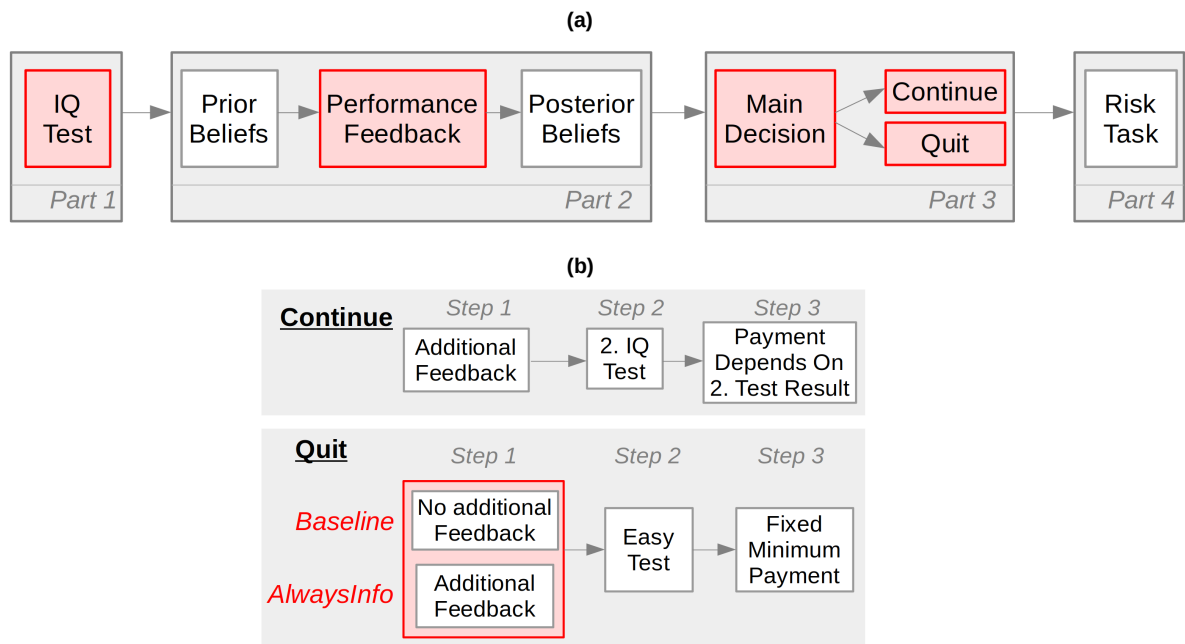 (a)
IQ
Test
Part 1
Prior
Beliefs
Performance
Feedback
Posterior
Beliefs
Part 2
Main
Decision
Continue
Quit
Part 3
Risk
Task
Part 4
(b)
Continue
Step 1
Additional
Feedback
Step 2
2. IQ
Test
Step 3
Payment
Depends On
2. Test Result
Quit
Step 1
Baseline
No additional
Feedback
AlwaysInfo
Additional
Feedback
Step 2
Easy
Test
Step 3
Fixed
Minimum
Payment